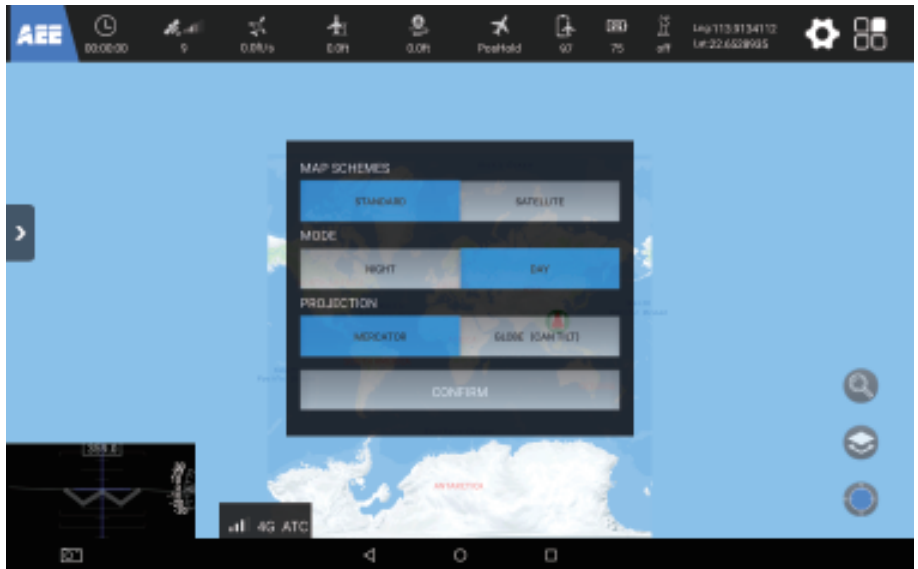 AEE
00:00:00 9 0.0ft/s 0.0ft 0.0ft PosHold 97 75 off
Lng:113.9134112
Lat:22.6528935
MAP SCHEMES
STANDARD SATELLITE
MODE
NIGHT DAY
PROJECTION
MERCATOR GLOBE (CAN TILT)
CONFIRM
ANTARCTICA
4G ATC